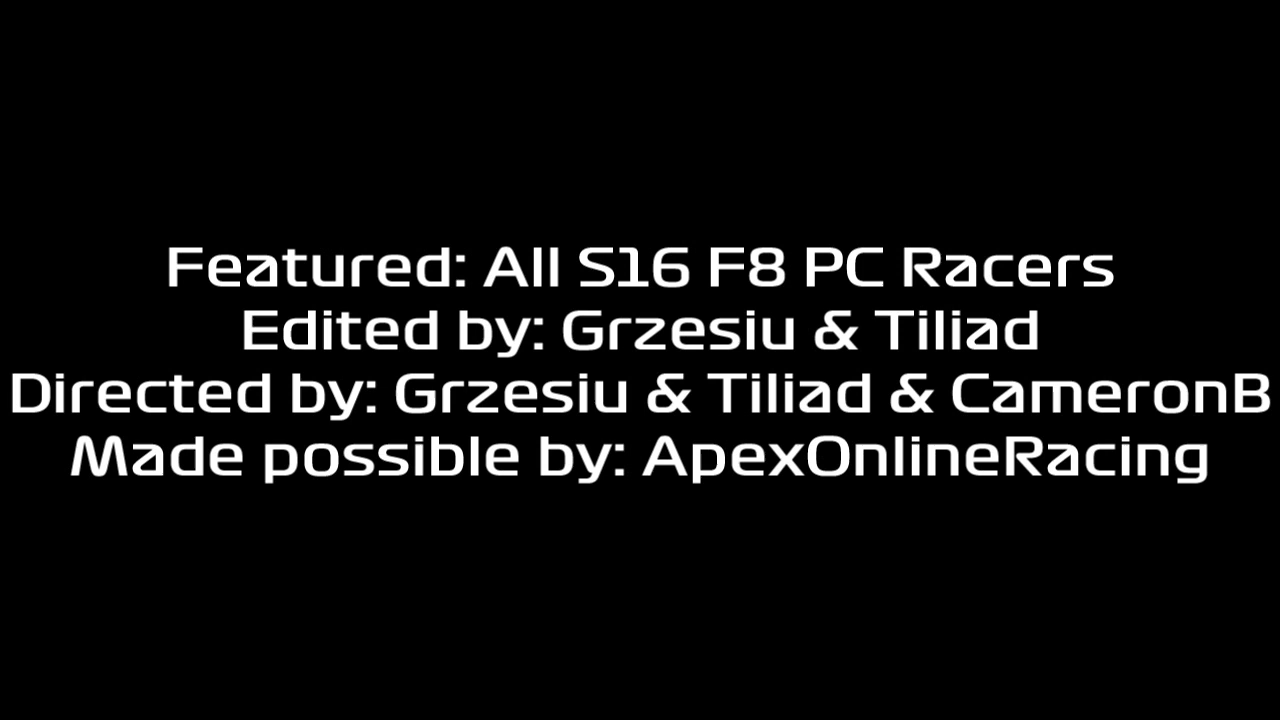 Featured: All S16 F8 PC Racers
Edited by: Grzesiu & Tiliad
Directed by: Grzesiu & Tiliad & CameronB
Made possible by: ApexOnlineRacing